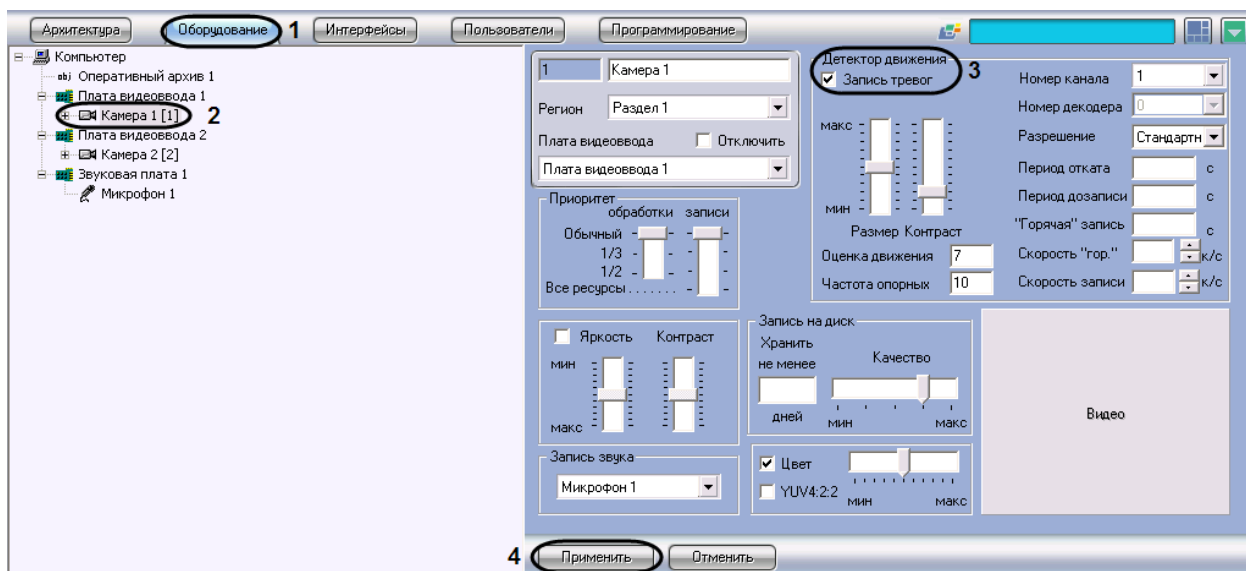 Архитектура Оборудование 1 Интерфейсы Пользователи Программирование
Компьютер
obj Оперативный архив 1
Плата видеоввода 1
Камера 1 [1] 2
Плата видеоввода 2
Камера 2 [2]
Звуковая плата 1
Микрофон 1
1 Камера 1
Регион Раздел 1
Плата видеоввода Отключить
Плата видеоввода 1
Приоритет
обработки записи
Обычный
1/3
1/2
Все ресурсы.......
Яркость Контраст
мин
макс
Запись звука
Микрофон 1
Детектор движения
Запись тревог 3
макс
мин
Размер Контраст
Оценка движения 7
Частота опорных 10
Номер канала 1
Номер декодера 0
Разрешение Стандартн
Период отката с
Период дозаписи с
"Горячая" запись с
Скорость "гор." к/с
Скорость записи к/с
Запись на диск
Хранить
не менее
дней
Качество
мин макс
Цвет
YUV4:2:2
мин макс
Видео
4 Применить Отменить